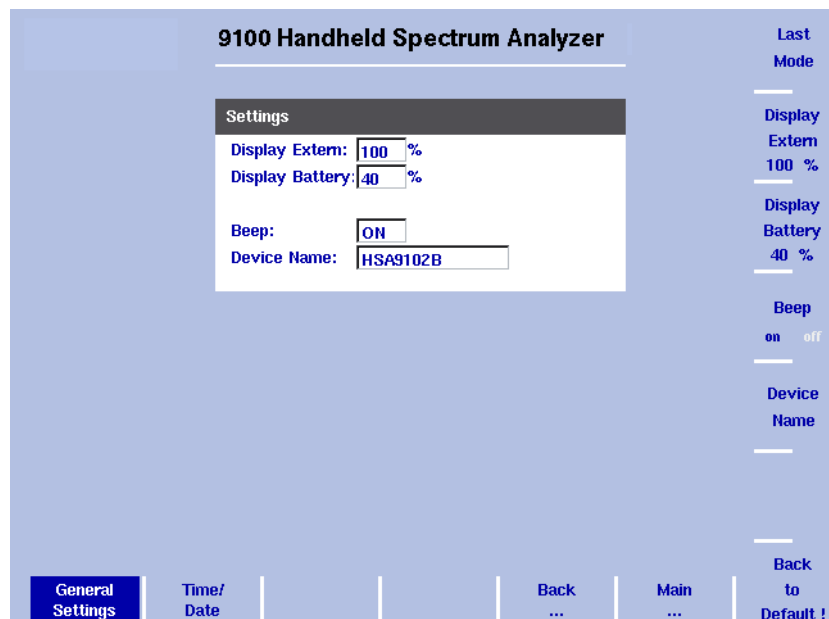 9100 Handheld Spectrum Analyzer
Settings
Display Extern: 100 %
Display Battery: 40 %
Beep: ON
Device Name: HSA9102B
Last
Mode
Display
Extern
100 %
Display
Battery
40 %
Beep
on off
Device
Name
Back
to
Default !
General
Settings
Time/
Date
Back
...
Main
...